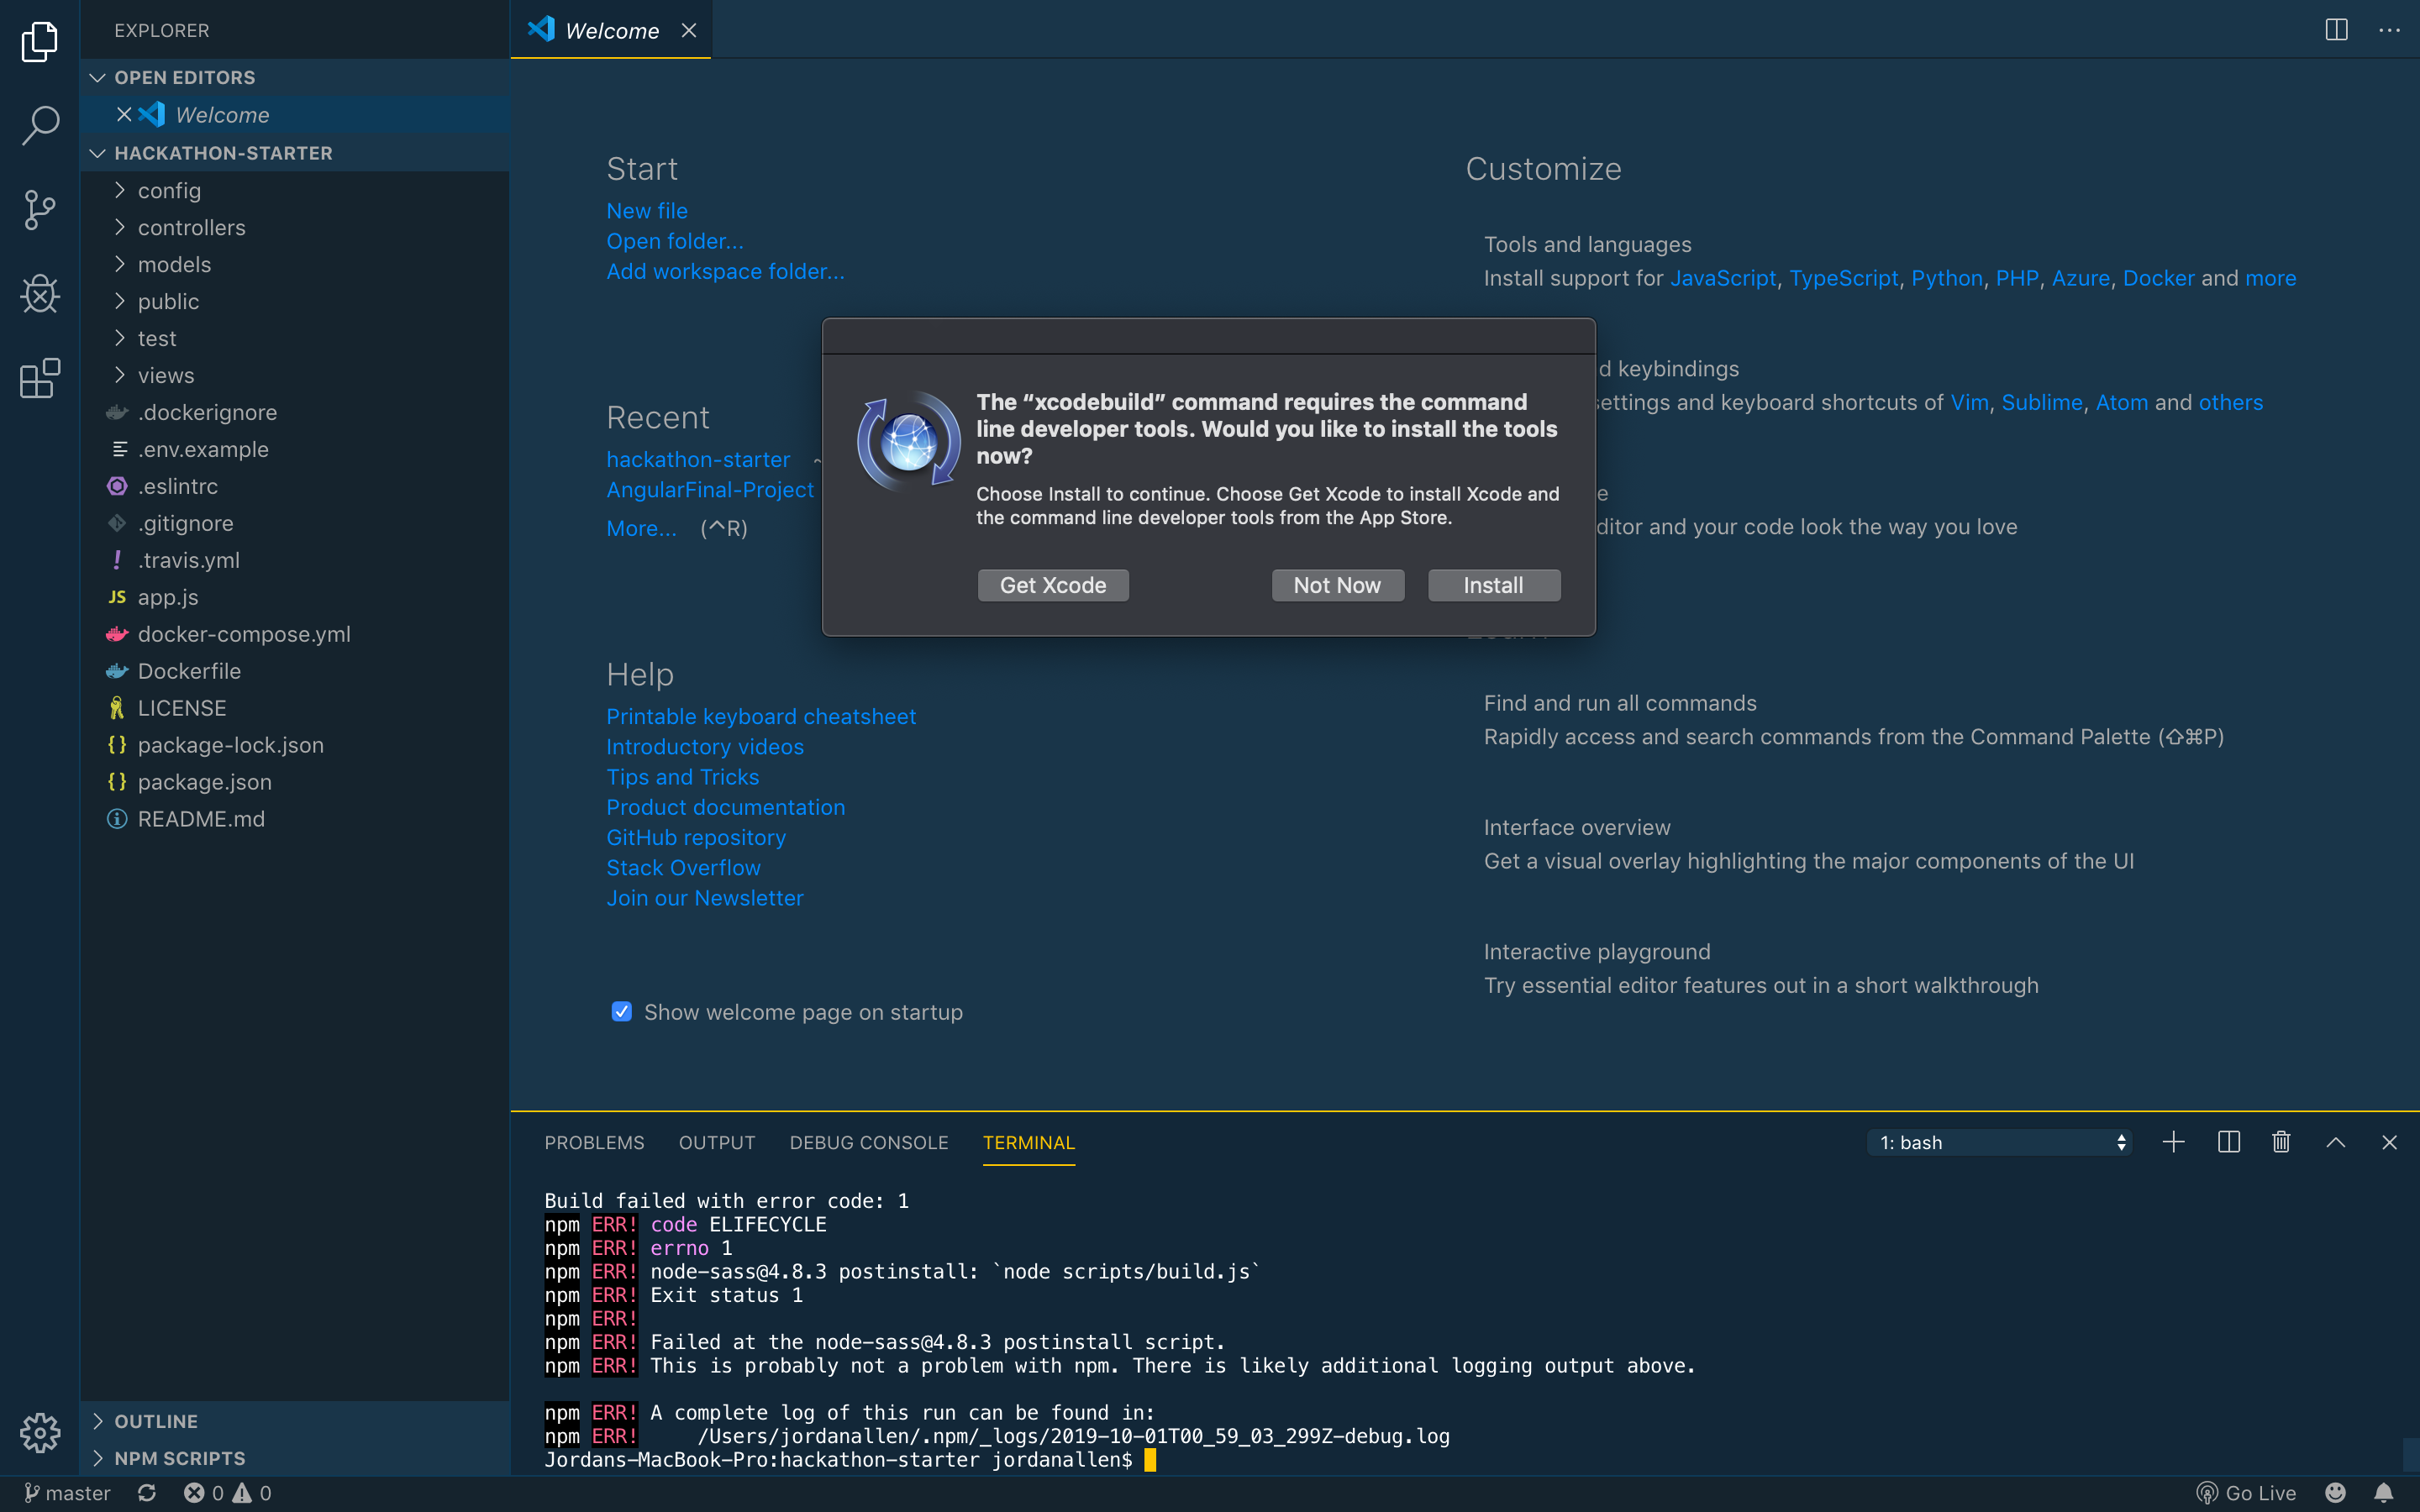 EXPLORER
OPEN EDITORS
Welcome
HACKATHON-STARTER
config
controllers
models
public
test
views
.dockerignore
.env.example
.eslintrc
.gitignore
.travis.yml
app.js
docker-compose.yml
Dockerfile
LICENSE
package-lock.json
package.json
README.md
OUTLINE
NPM SCRIPTS
Welcome
Start
New file
Open folder...
Add workspace folder...
Recent
hackathon-starter ~
AngularFinal-Project
More... (^R)
Help
Printable keyboard cheatsheet
Introductory videos
Tips and Tricks
Product documentation
GitHub repository
Stack Overflow
Join our Newsletter
Show welcome page on startup
Customize
Tools and languages
Install support for JavaScript, TypeScript, Python, PHP, Azure, Docker and more
d keybindings
settings and keyboard shortcuts of Vim, Sublime, Atom and others
e
ditor and your code look the way you love
Find and run all commands
Rapidly access and search commands from the Command Palette (⇧⌘P)
Interface overview
Get a visual overlay highlighting the major components of the UI
Interactive playground
Try essential editor features out in a short walkthrough
The “xcodebuild” command requires the command
line developer tools. Would you like to install the tools
now?
Choose Install to continue. Choose Get Xcode to install Xcode and
the command line developer tools from the App Store.
Get Xcode Not Now Install
PROBLEMS OUTPUT DEBUG CONSOLE TERMINAL 1: bash
Build failed with error code: 1
npm ERR! code ELIFECYCLE
npm ERR! errno 1
npm ERR! node-sass@4.8.3 postinstall: `node scripts/build.js`
npm ERR! Exit status 1
npm ERR!
npm ERR! Failed at the node-sass@4.8.3 postinstall script.
npm ERR! This is probably not a problem with npm. There is likely additional logging output above.
npm ERR! A complete log of this run can be found in:
npm ERR!     /Users/jordanallen/.npm/_logs/2019-10-01T00_59_03_299Z-debug.log
Jordans-MacBook-Pro:hackathon-starter jordanallen$
master 0 0 Go Live